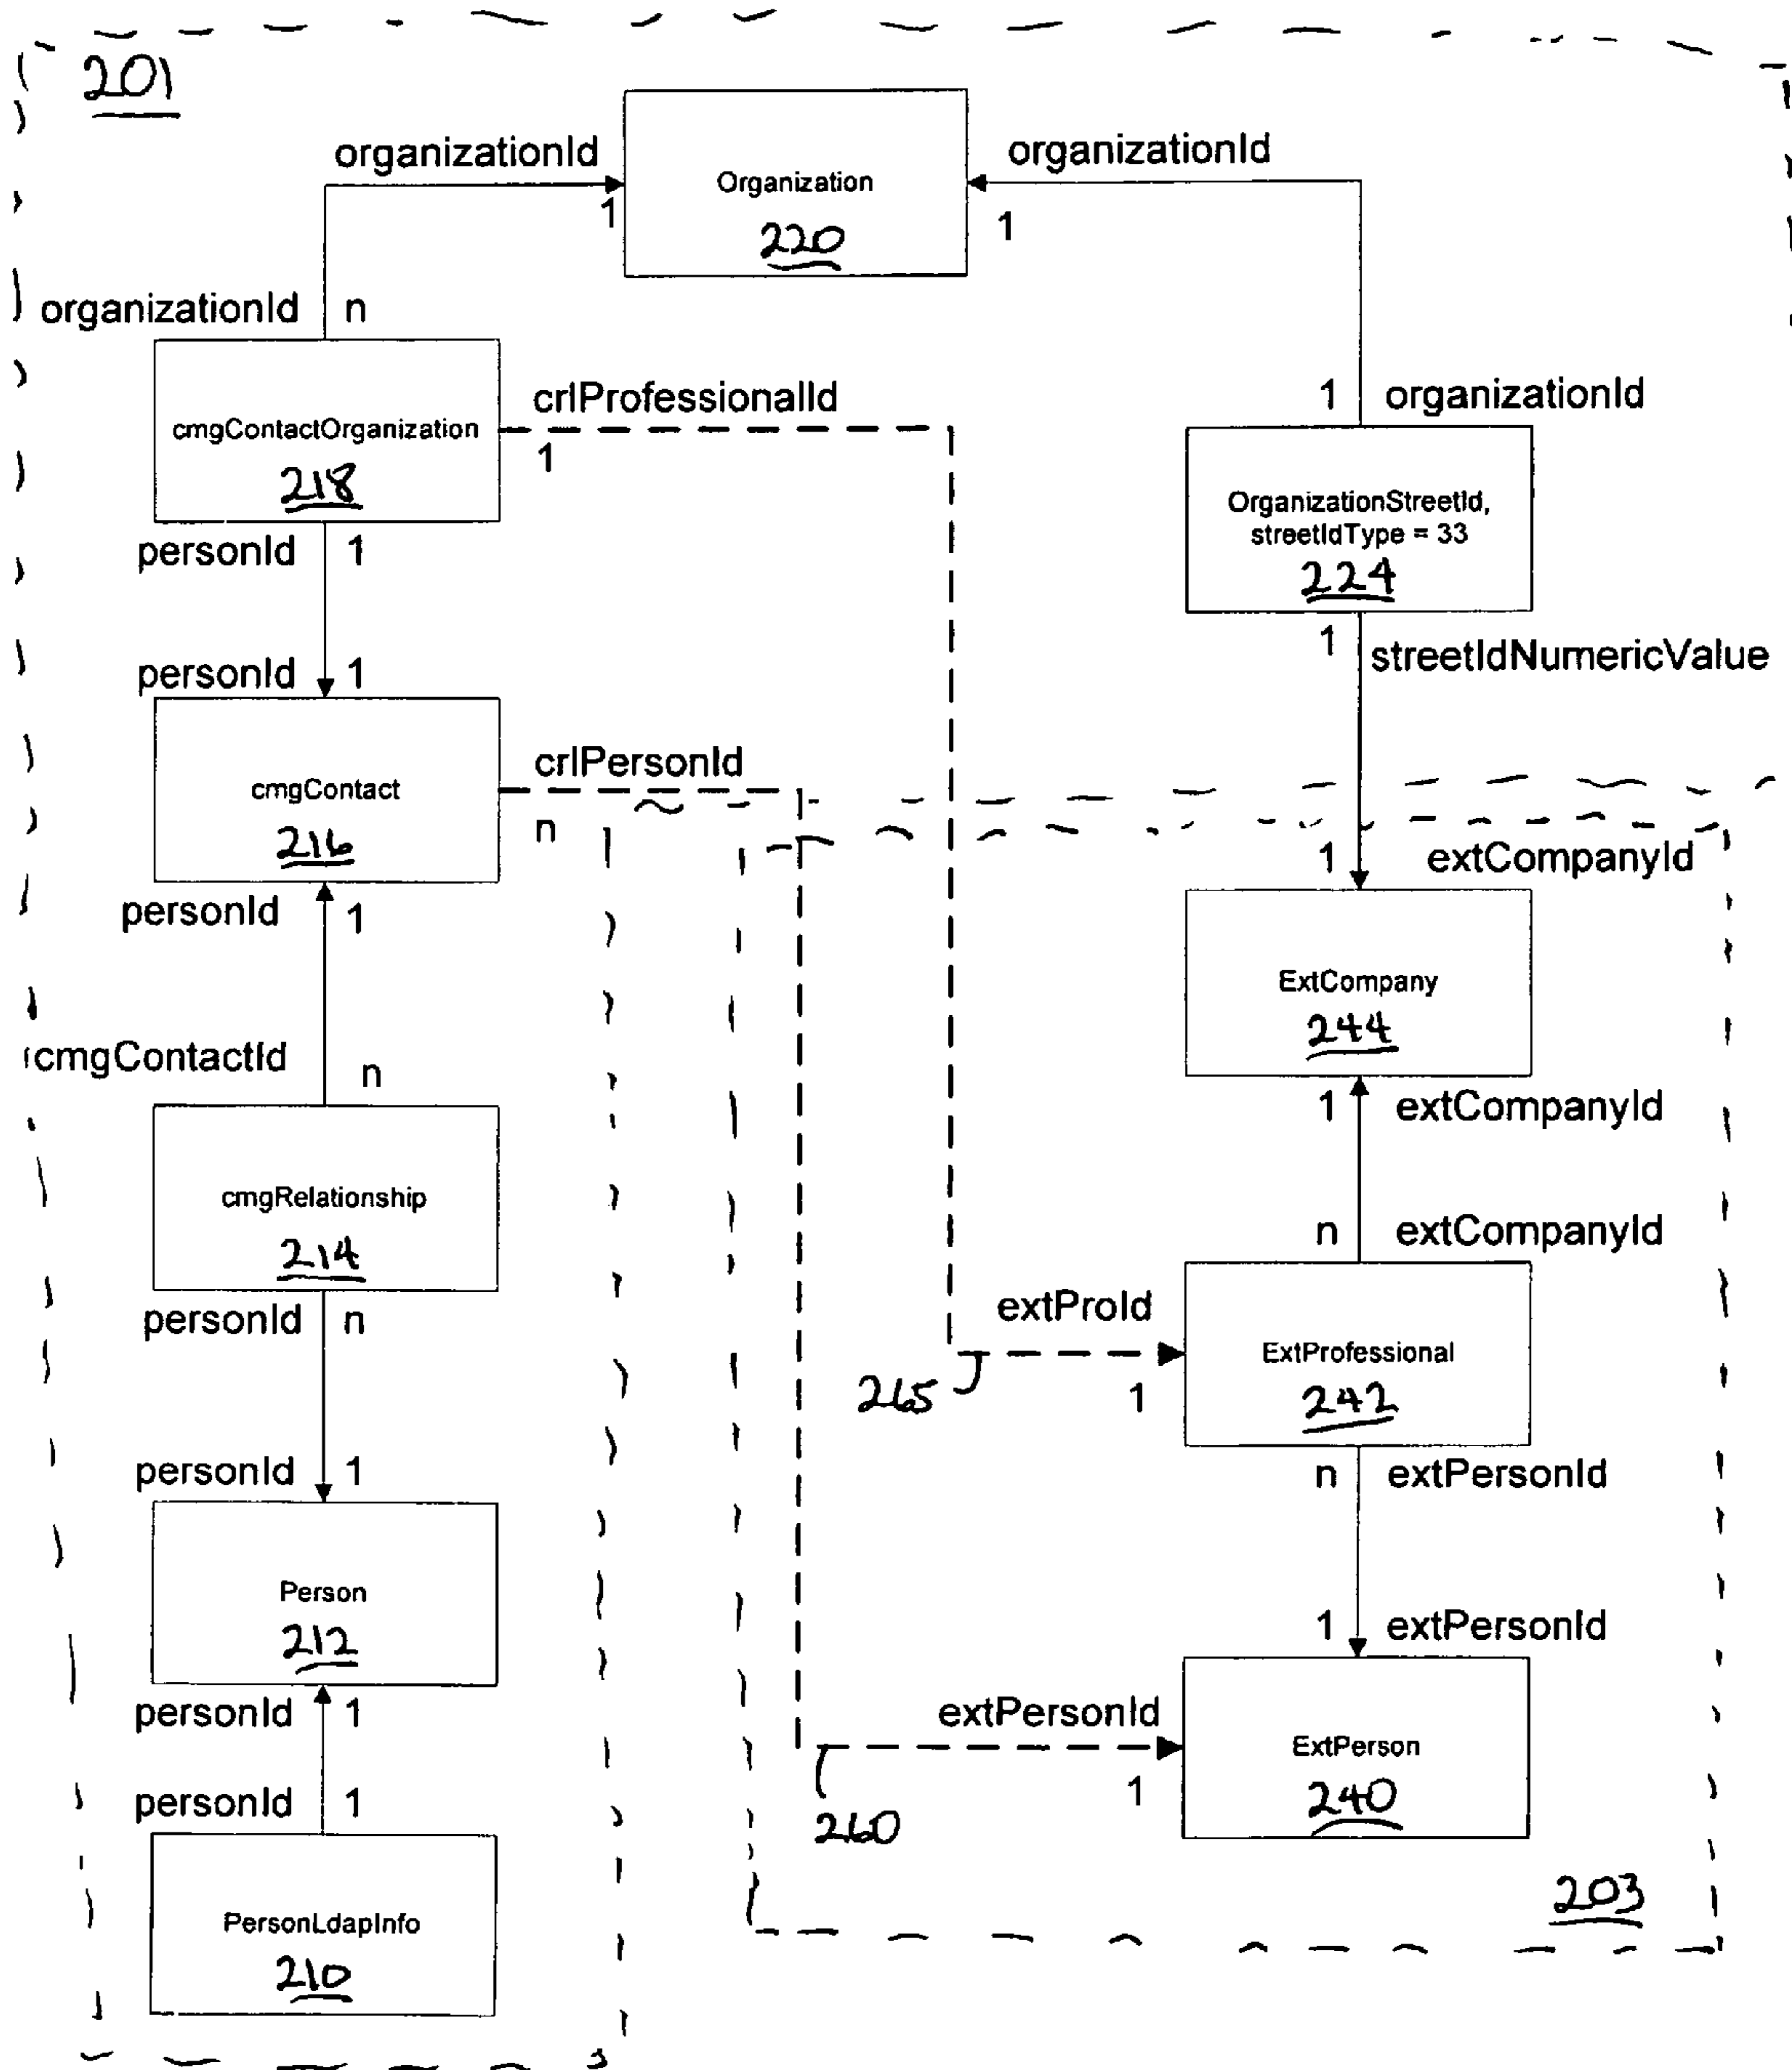 201
organizationId
organizationId
Organization
220
1
1
organizationId
n
cmgContactOrganization
218
crlProfessionalId
1
1
organizationId
OrganizationStreetId,
streetIdType = 33
224
personId
1
1
streetIdNumericValue
personId
1
cmgContact
216
crlPersonId
n
1
extCompanyId
personId
1
ExtCompany
244
cmgContactId
n
1
extCompanyId
cmgRelationship
214
n
extCompanyId
personId
n
extProId
265
1
ExtProfessional
242
personId
1
n
extPersonId
Person
212
1
extPersonId
personId
1
extPersonId
260
1
ExtPerson
240
personId
1
PersonLdapInfo
210
203